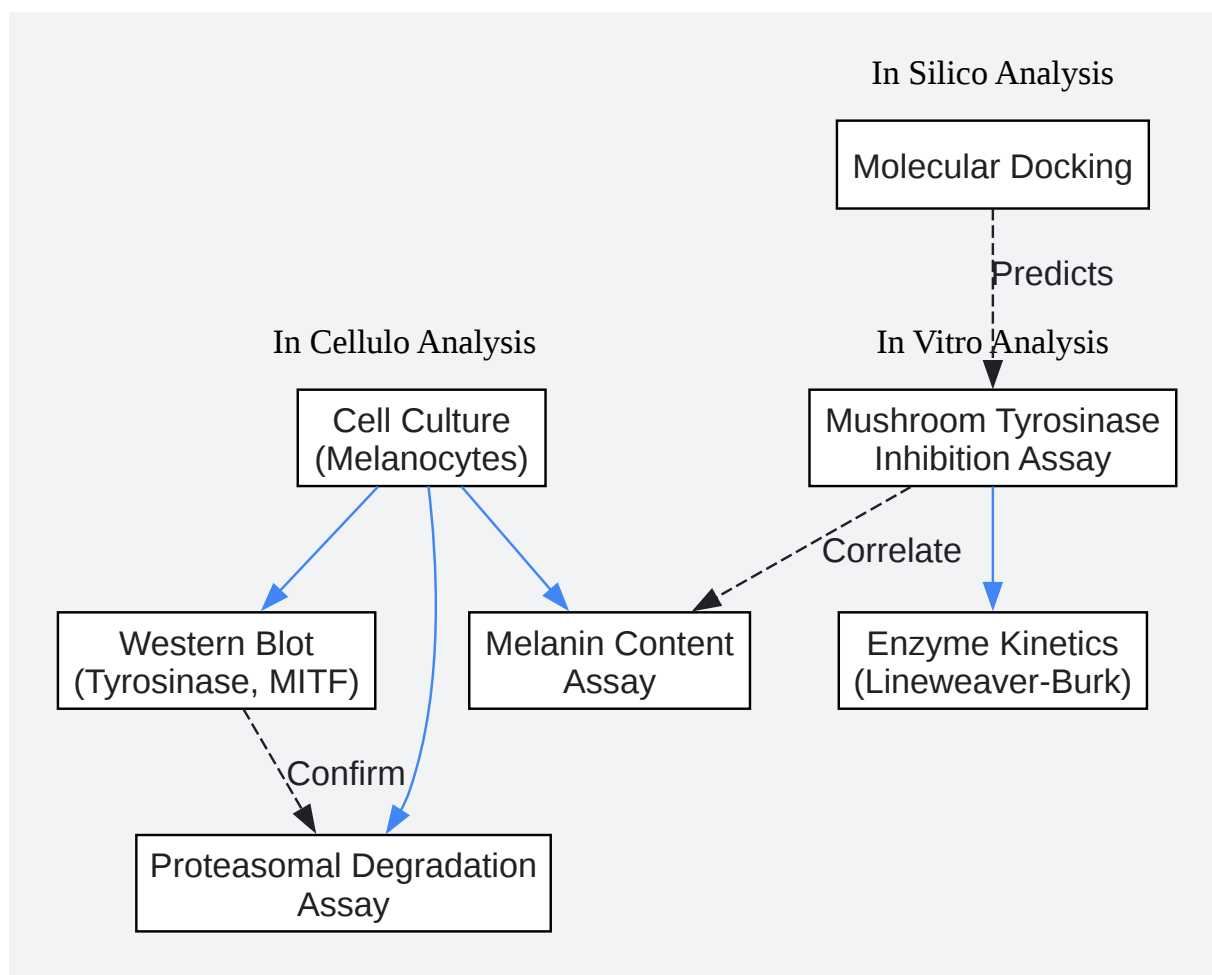 In Silico Analysis
Molecular Docking
Predicts
In Cellulo Analysis
In Vitro Analysis
Cell Culture
(Melanocytes)
Mushroom Tyrosinase
Inhibition Assay
Correlate
Western Blot
(Tyrosinase, MITF)
Melanin Content
Assay
Enzyme Kinetics
(Lineweaver-Burk)
Confirm
Proteasomal Degradation
Assay